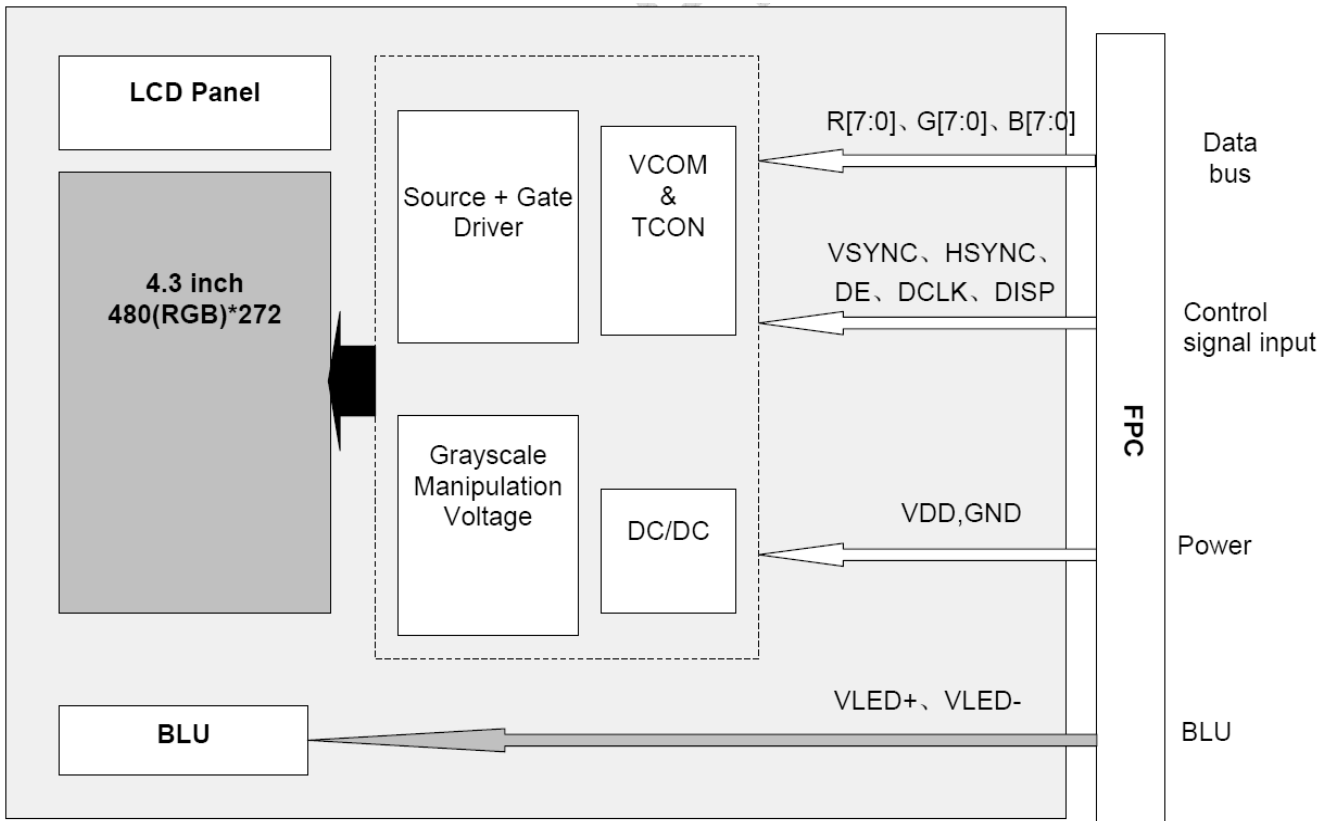 LCD Panel
4.3 inch
480(RGB)*272
Source + Gate
Driver
VCOM
&
TCON
Grayscale
Manipulation
Voltage
DC/DC
BLU
R[7:0]、G[7:0]、B[7:0]
VSYNC、HSYNC、
DE、DCLK、DISP
VDD,GND
VLED+、VLED-
FPC
Data
bus
Control
signal input
Power
BLU